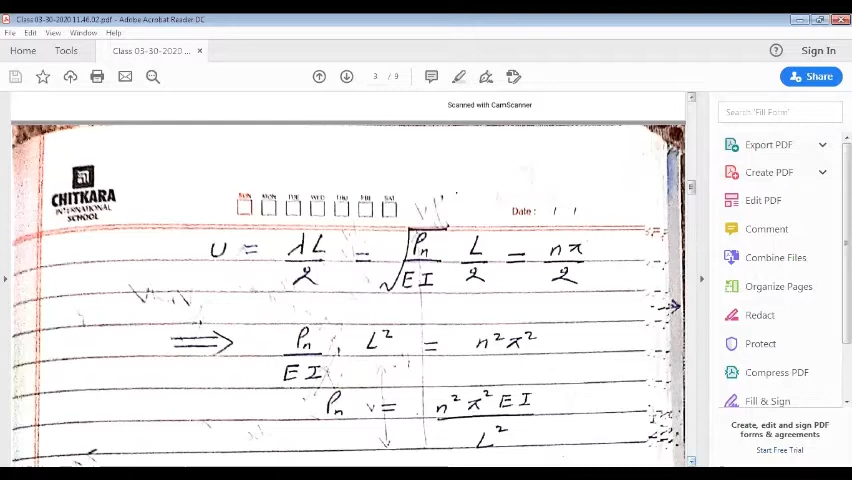 Class 03-30-2020 11.46.02.pdf - Adobe Acrobat Reader DC
File Edit View Window Help
Home Tools Class 03-30-2020 ... × Sign In
3 / 9 Share
Scanned with CamScanner
Search 'Fill Form'
Export PDF
Create PDF
Edit PDF
Comment
Combine Files
Organize Pages
Redact
Protect
Compress PDF
Fill & Sign
Create, edit and sign PDF
forms & agreements
Start Free Trial
CHITKARA
INTERNATIONAL
SCHOOL
SUN MON TUE WED THU FRI SAT
Date : / /
U = λL/2 = √(Pn/EI) L/2 = nπ/2
⟹ Pn/EI . L² = n²π²
Pn = n²π²EI/L²